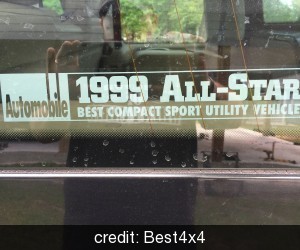 Automobile
1999 ALL-STAR
BEST COMPACT SPORT UTILITY VEHICLE
credit: Best4x4